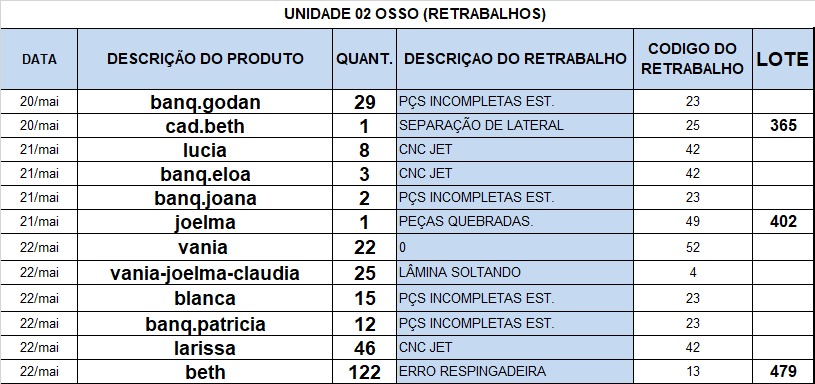 UNIDADE 02 OSSO (RETRABALHOS)
DATA DESCRIÇÃO DO PRODUTO QUANT. DESCRIÇAO DO RETRABALHO CODIGO DO RETRABALHO LOTE
20/mai banq.godan 29 PÇS INCOMPLETAS EST. 23
20/mai cad.beth 1 SEPARAÇÃO DE LATERAL 25 365
21/mai lucia 8 CNC JET 42
21/mai banq.eloa 3 CNC JET 42
21/mai banq.joana 2 PÇS INCOMPLETAS EST. 23
21/mai joelma 1 PEÇAS QUEBRADAS. 49 402
22/mai vania 22 0 52
22/mai vania-joelma-claudia 25 LÂMINA SOLTANDO 4
22/mai blanca 15 PÇS INCOMPLETAS EST. 23
22/mai banq.patricia 12 PÇS INCOMPLETAS EST. 23
22/mai larissa 46 CNC JET 42
22/mai beth 122 ERRO RESPINGADEIRA 13 479